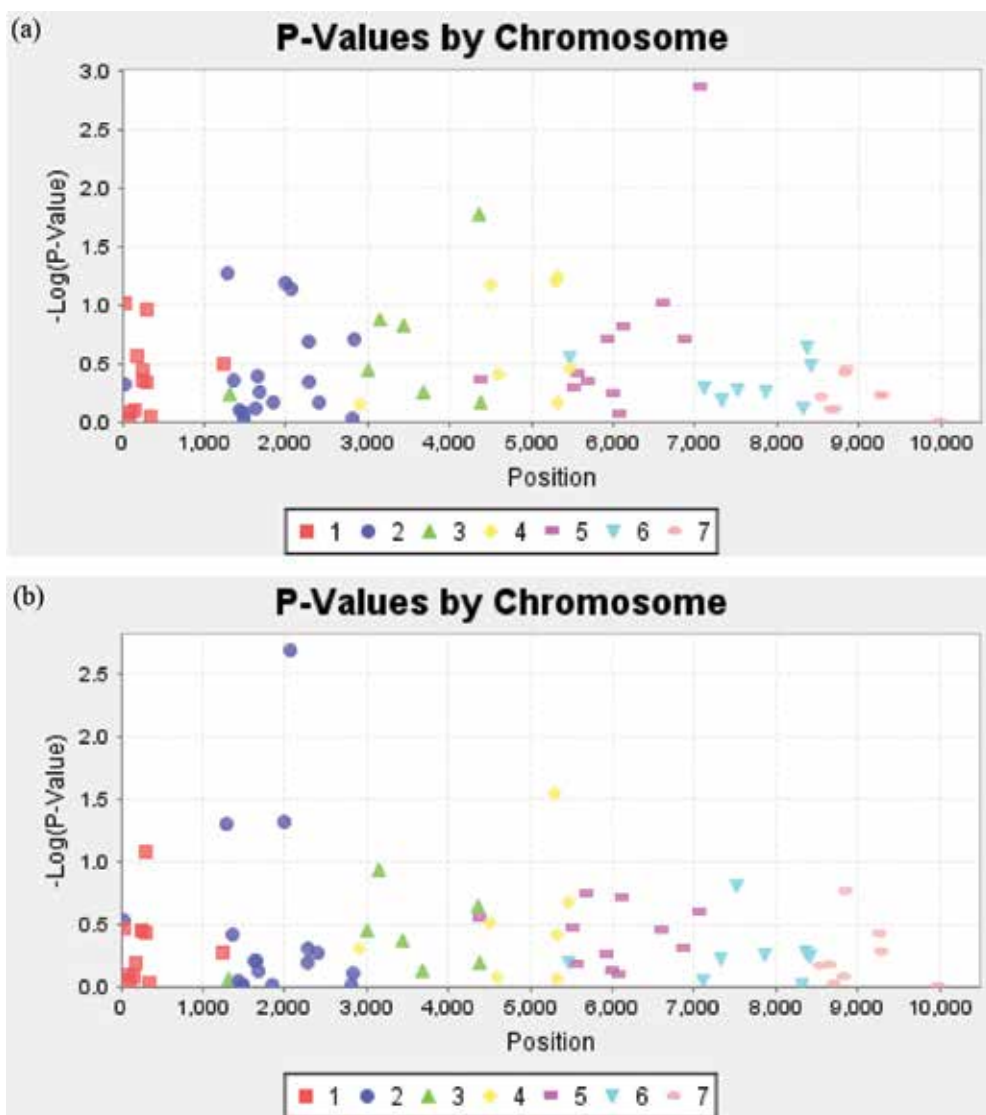 (a)
P-Values by Chromosome
3.0
2.5
2.0
1.5
1.0
0.5
0.0
-Log(P-Value)
0 1,000 2,000 3,000 4,000 5,000 6,000 7,000 8,000 9,000 10,000
Position
1 2 3 4 5 6 7
(b)
P-Values by Chromosome
2.5
2.0
1.5
1.0
0.5
0.0
-Log(P-Value)
0 1,000 2,000 3,000 4,000 5,000 6,000 7,000 8,000 9,000 10,000
Position
1 2 3 4 5 6 7